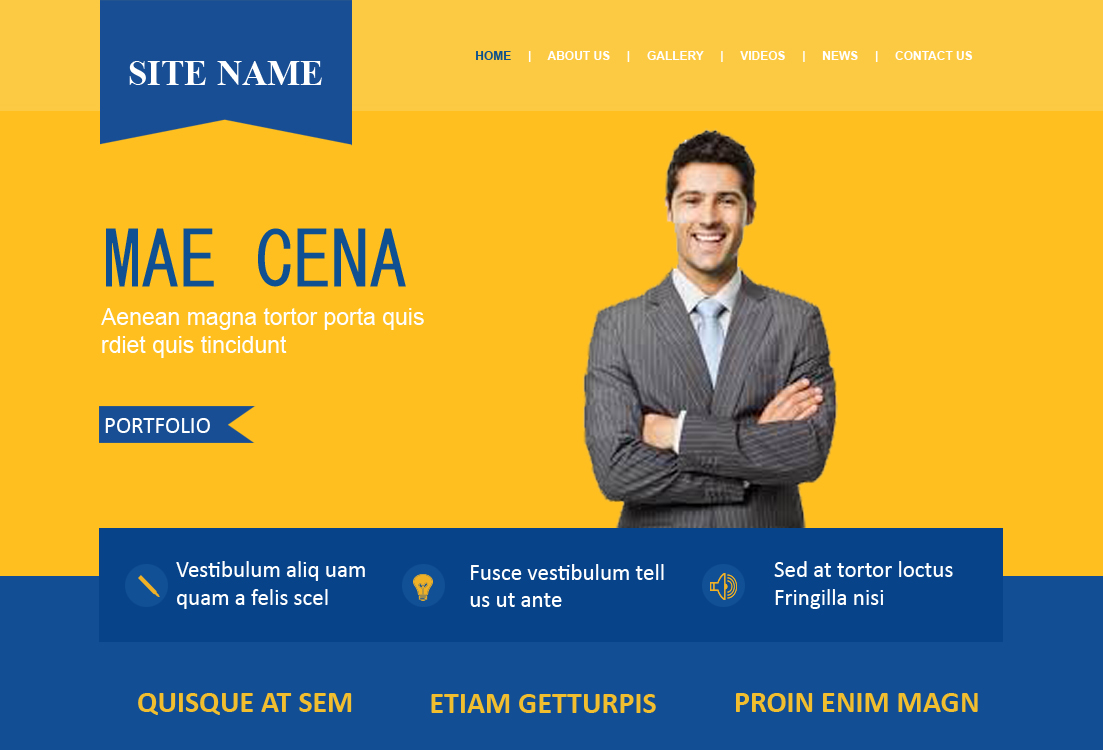 SITE NAME
HOME | ABOUT US | GALLERY | VIDEOS | NEWS | CONTACT US
MAE CENA
Aenean magna tortor porta quis
rdiet quis tincidunt
PORTFOLIO
Vestibulum aliq uam
quam a felis scel
Fusce vestibulum tell
us ut ante
Sed at tortor loctus
Fringilla nisi
QUISQUE AT SEM
ETIAM GETTURPIS
PROIN ENIM MAGN